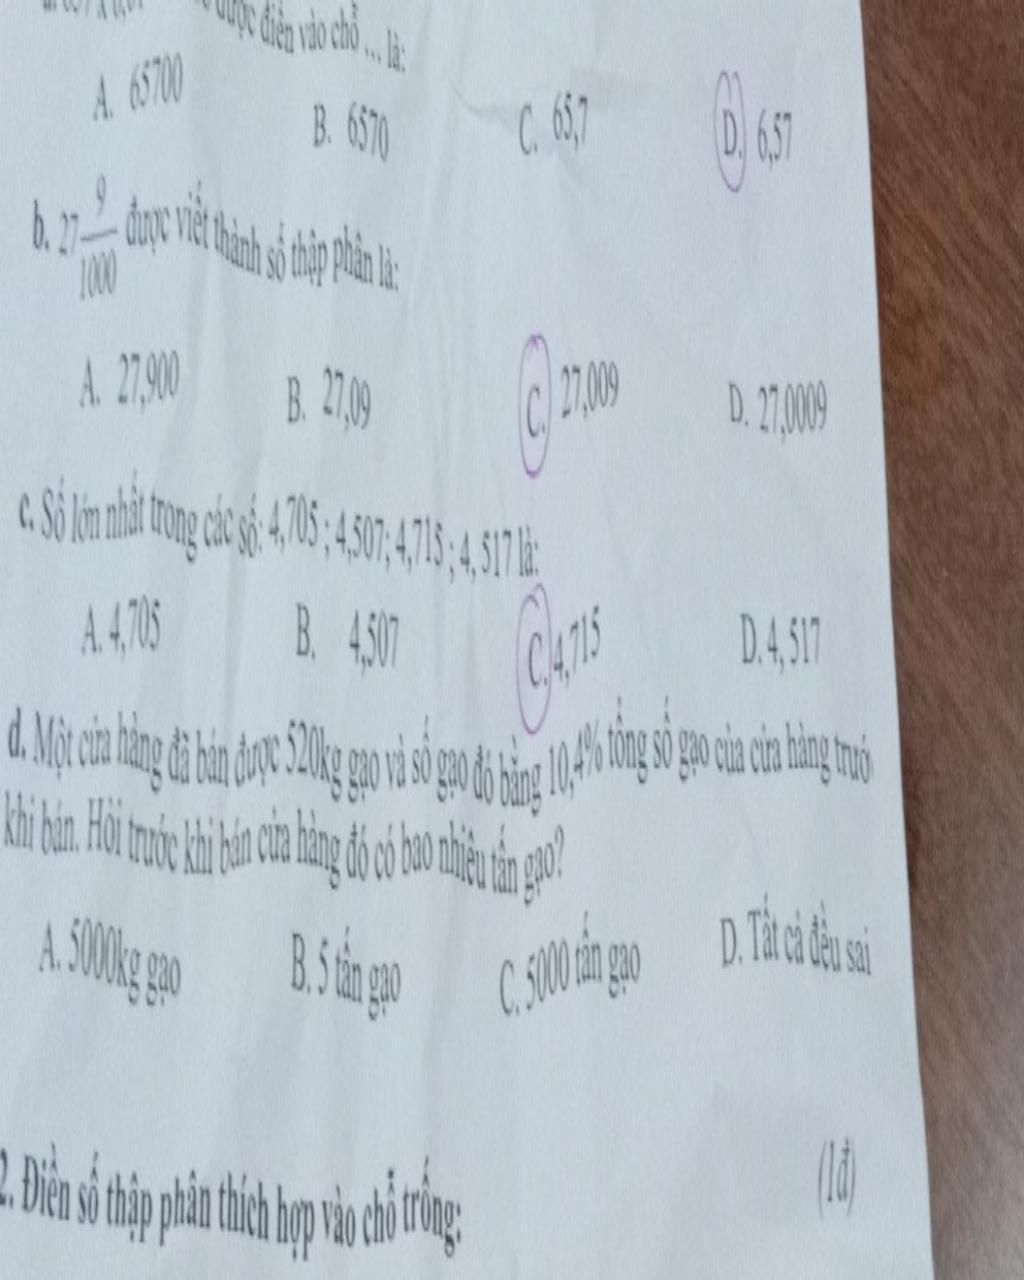 được điền vào chỗ ... là:
A. 65700 B. 6570 C. 65,7 D. 6,57
b. 27 9/1000 được viết thành số thập phân là:
A. 27,900 B. 27,09 C. 27,009 D. 27,0009
c. Số lớn nhất trong các số: 4,705 ; 4,507; 4,715 ; 4, 517 là:
A. 4,705 B. 4,507 C. 4,715 D. 4, 517
d. Một cửa hàng đã bán được 520kg gạo và số gạo đó bằng 10,4% tổng số gạo của cửa hàng trướ
khi bán. Hỏi trước khi bán cửa hàng đó có bao nhiêu tấn gạo?
A. 5000kg gạo B. 5 tấn gạo C. 5000 tấn gạo D. Tất cả đều sai
2. Điền số thập phân thích hợp vào chỗ trống: (1đ)